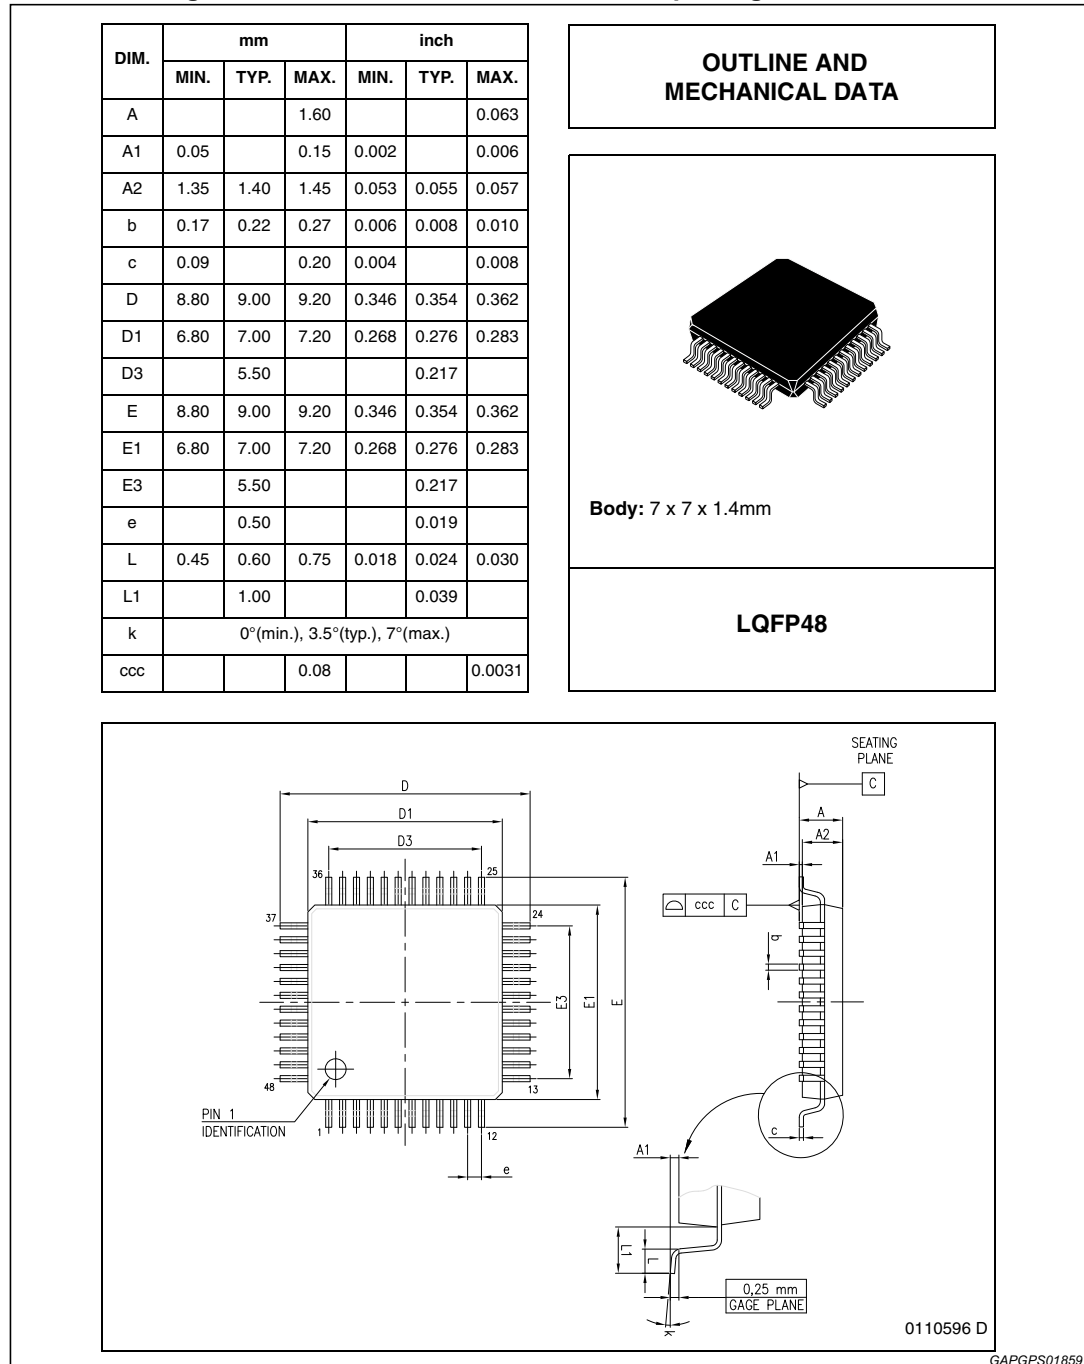 DIM. mm inch
MIN. TYP. MAX. MIN. TYP. MAX.
A 1.60 0.063
A1 0.05 0.15 0.002 0.006
A2 1.35 1.40 1.45 0.053 0.055 0.057
b 0.17 0.22 0.27 0.006 0.008 0.010
c 0.09 0.20 0.004 0.008
D 8.80 9.00 9.20 0.346 0.354 0.362
D1 6.80 7.00 7.20 0.268 0.276 0.283
D3 5.50 0.217
E 8.80 9.00 9.20 0.346 0.354 0.362
E1 6.80 7.00 7.20 0.268 0.276 0.283
E3 5.50 0.217
e 0.50 0.019
L 0.45 0.60 0.75 0.018 0.024 0.030
L1 1.00 0.039
k 0°(min.), 3.5°(typ.), 7°(max.)
ccc 0.08 0.0031
OUTLINE AND
MECHANICAL DATA
Body: 7 x 7 x 1.4mm
LQFP48
D
D1
D3
36
25
37
24
E3
E1
E
48
13
PIN 1
IDENTIFICATION
1
12
e
SEATING
PLANE
C
A
A2
A1
ccc C
b
c
A1
L1
L
k
0,25 mm
GAGE PLANE
0110596 D
GAPGPS01859